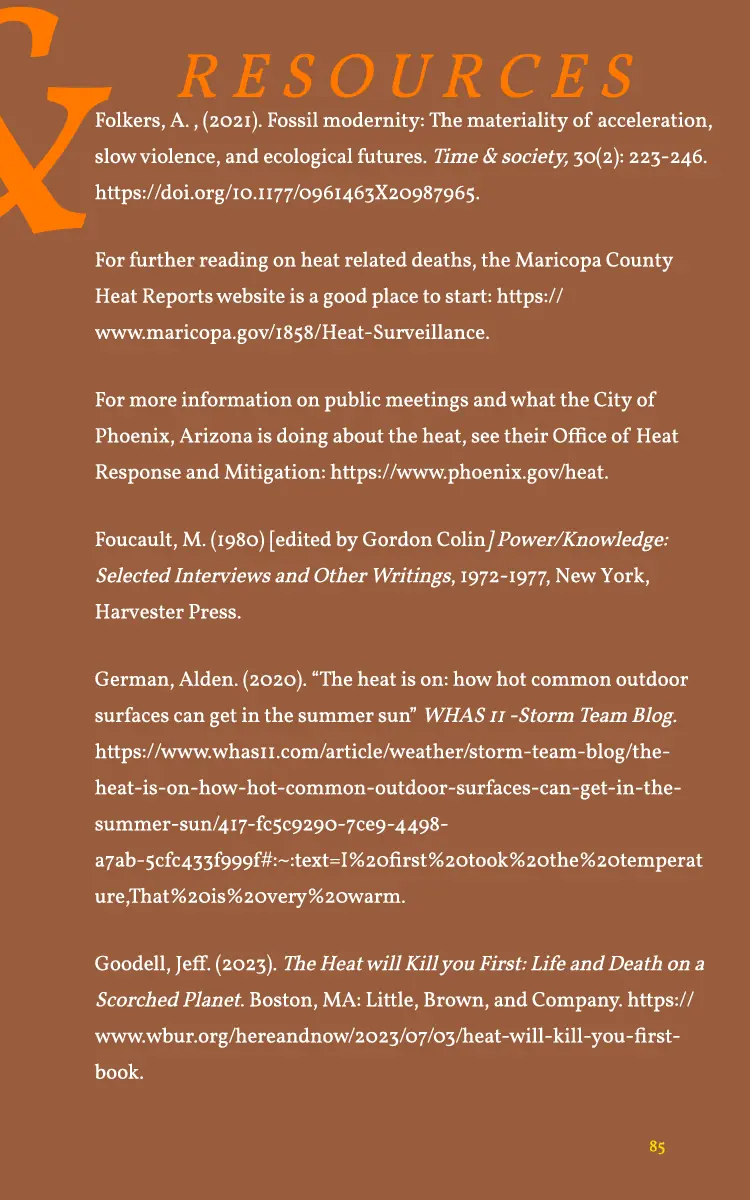 & RESOURCES
Folkers, A. , (2021). Fossil modernity: The materiality of acceleration,
slow violence, and ecological futures. Time & society, 30(2): 223-246.
https://doi.org/10.1177/0961463X20987965.
For further reading on heat related deaths, the Maricopa County
Heat Reports website is a good place to start: https://
www.maricopa.gov/1858/Heat-Surveillance.
For more information on public meetings and what the City of
Phoenix, Arizona is doing about the heat, see their Office of Heat
Response and Mitigation: https://www.phoenix.gov/heat.
Foucault, M. (1980) [edited by Gordon Colin] Power/Knowledge:
Selected Interviews and Other Writings, 1972-1977, New York,
Harvester Press.
German, Alden. (2020). “The heat is on: how hot common outdoor
surfaces can get in the summer sun” WHAS 11 -Storm Team Blog.
https://www.whas11.com/article/weather/storm-team-blog/the-
heat-is-on-how-hot-common-outdoor-surfaces-can-get-in-the-
summer-sun/417-fc5c9290-7ce9-4498-
a7ab-5cfc433f999f#:~:text=I%20first%20took%20the%20temperat
ure,That%20is%20very%20warm.
Goodell, Jeff. (2023). The Heat will Kill you First: Life and Death on a
Scorched Planet. Boston, MA: Little, Brown, and Company. https://
www.wbur.org/hereandnow/2023/07/03/heat-will-kill-you-first-
book.
85